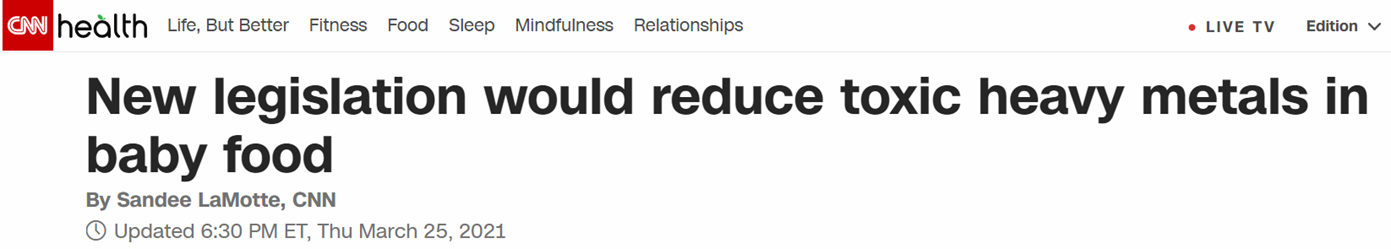 CNN health Life, But Better Fitness Food Sleep Mindfulness Relationships LIVE TV Edition
New legislation would reduce toxic heavy metals in
baby food
By Sandee LaMotte, CNN
Updated 6:30 PM ET, Thu March 25, 2021